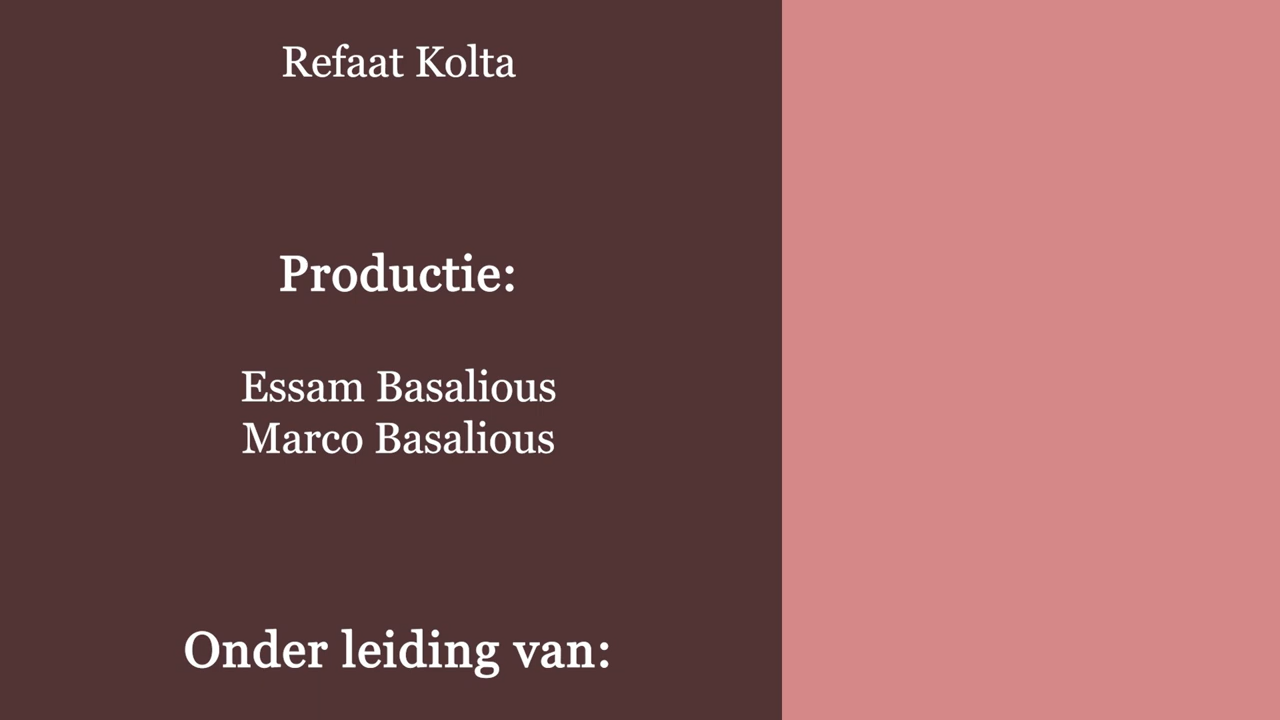 Refaat Kolta
Productie:
Essam Basalious
Marco Basalious
Onder leiding van: